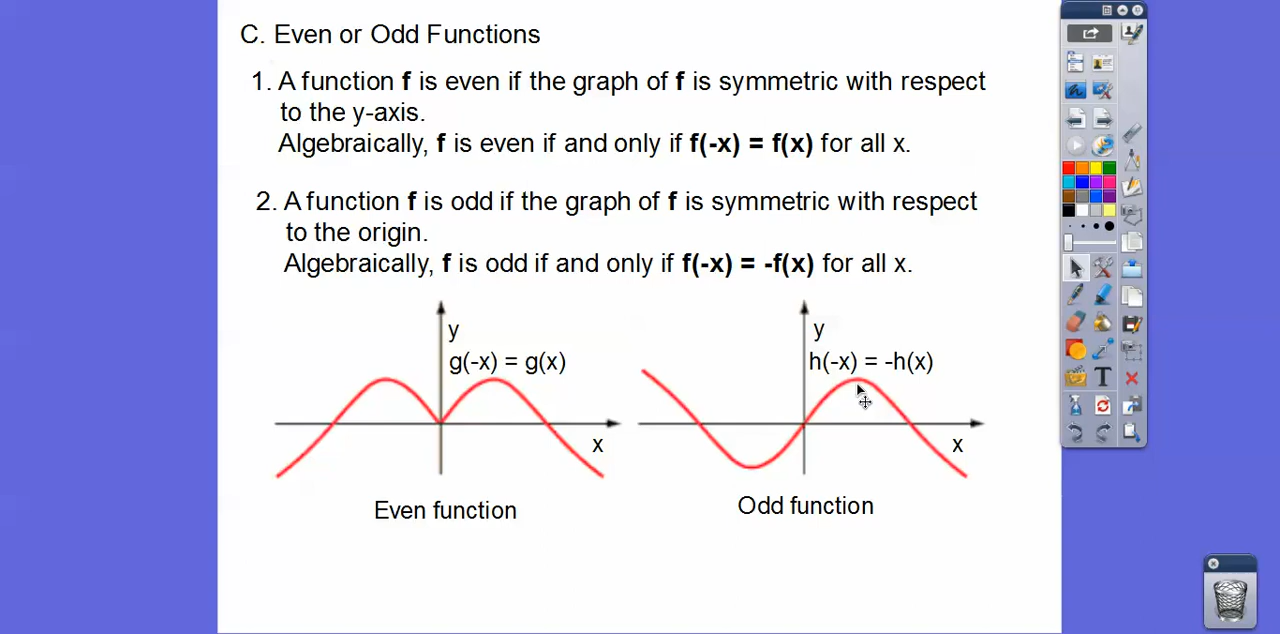 C. Even or Odd Functions
1. A function f is even if the graph of f is symmetric with respect
to the y-axis.
Algebraically, f is even if and only if f(-x) = f(x) for all x.
2. A function f is odd if the graph of f is symmetric with respect
to the origin.
Algebraically, f is odd if and only if f(-x) = -f(x) for all x.
y
g(-x) = g(x)
x
Even function
y
h(-x) = -h(x)
x
Odd function
T